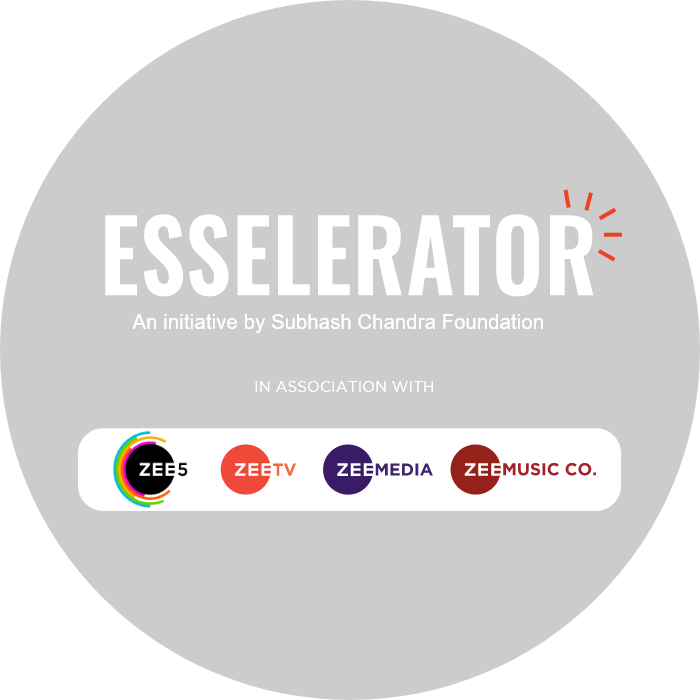 ESSELERATOR
An initiative by Subhash Chandra Foundation
IN ASSOCIATION WITH
ZEE5 ZEETV ZEEMEDIA ZEEMUSIC CO.